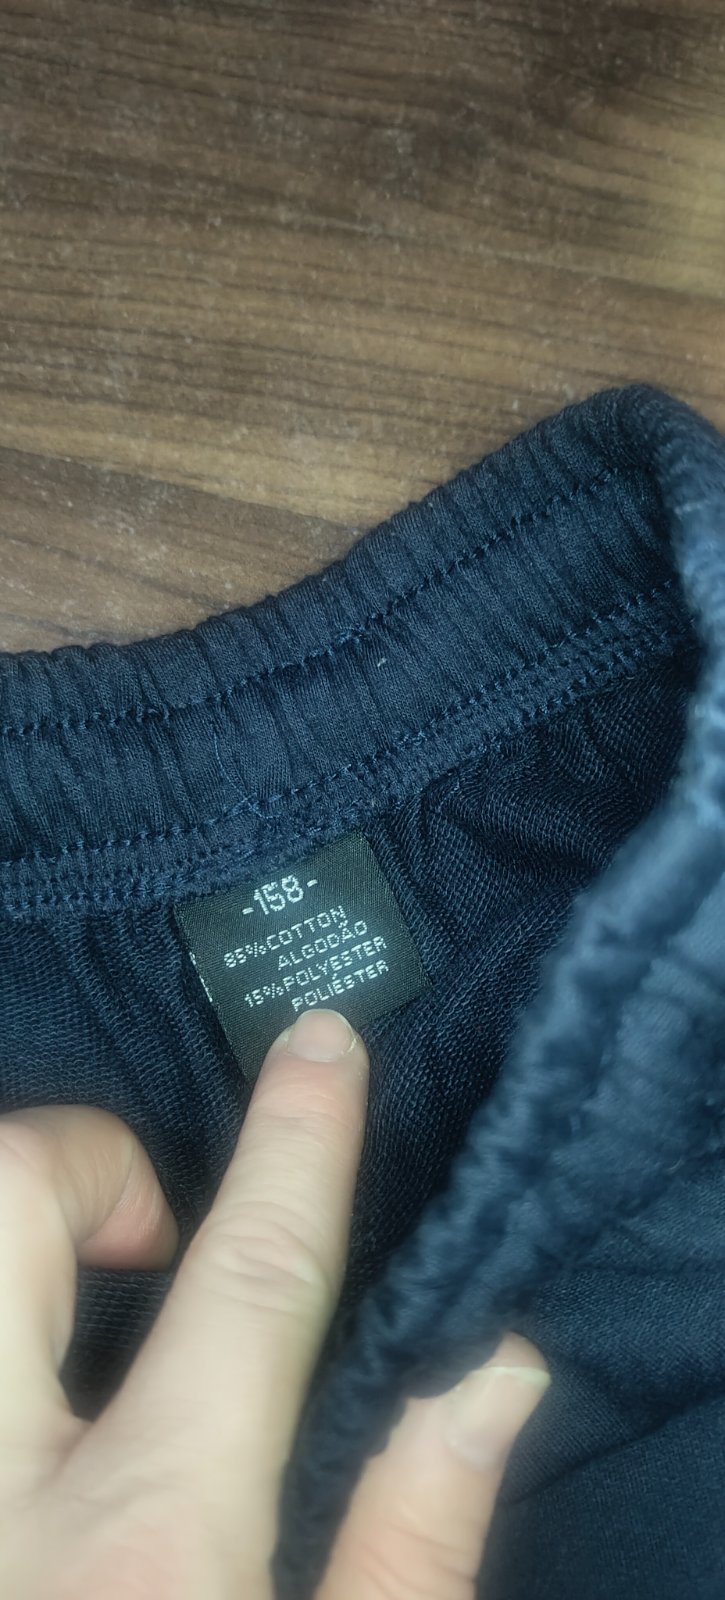 -158-
85%COTTON
ALGODÃO
15%POLYESTER
POLIÉSTER